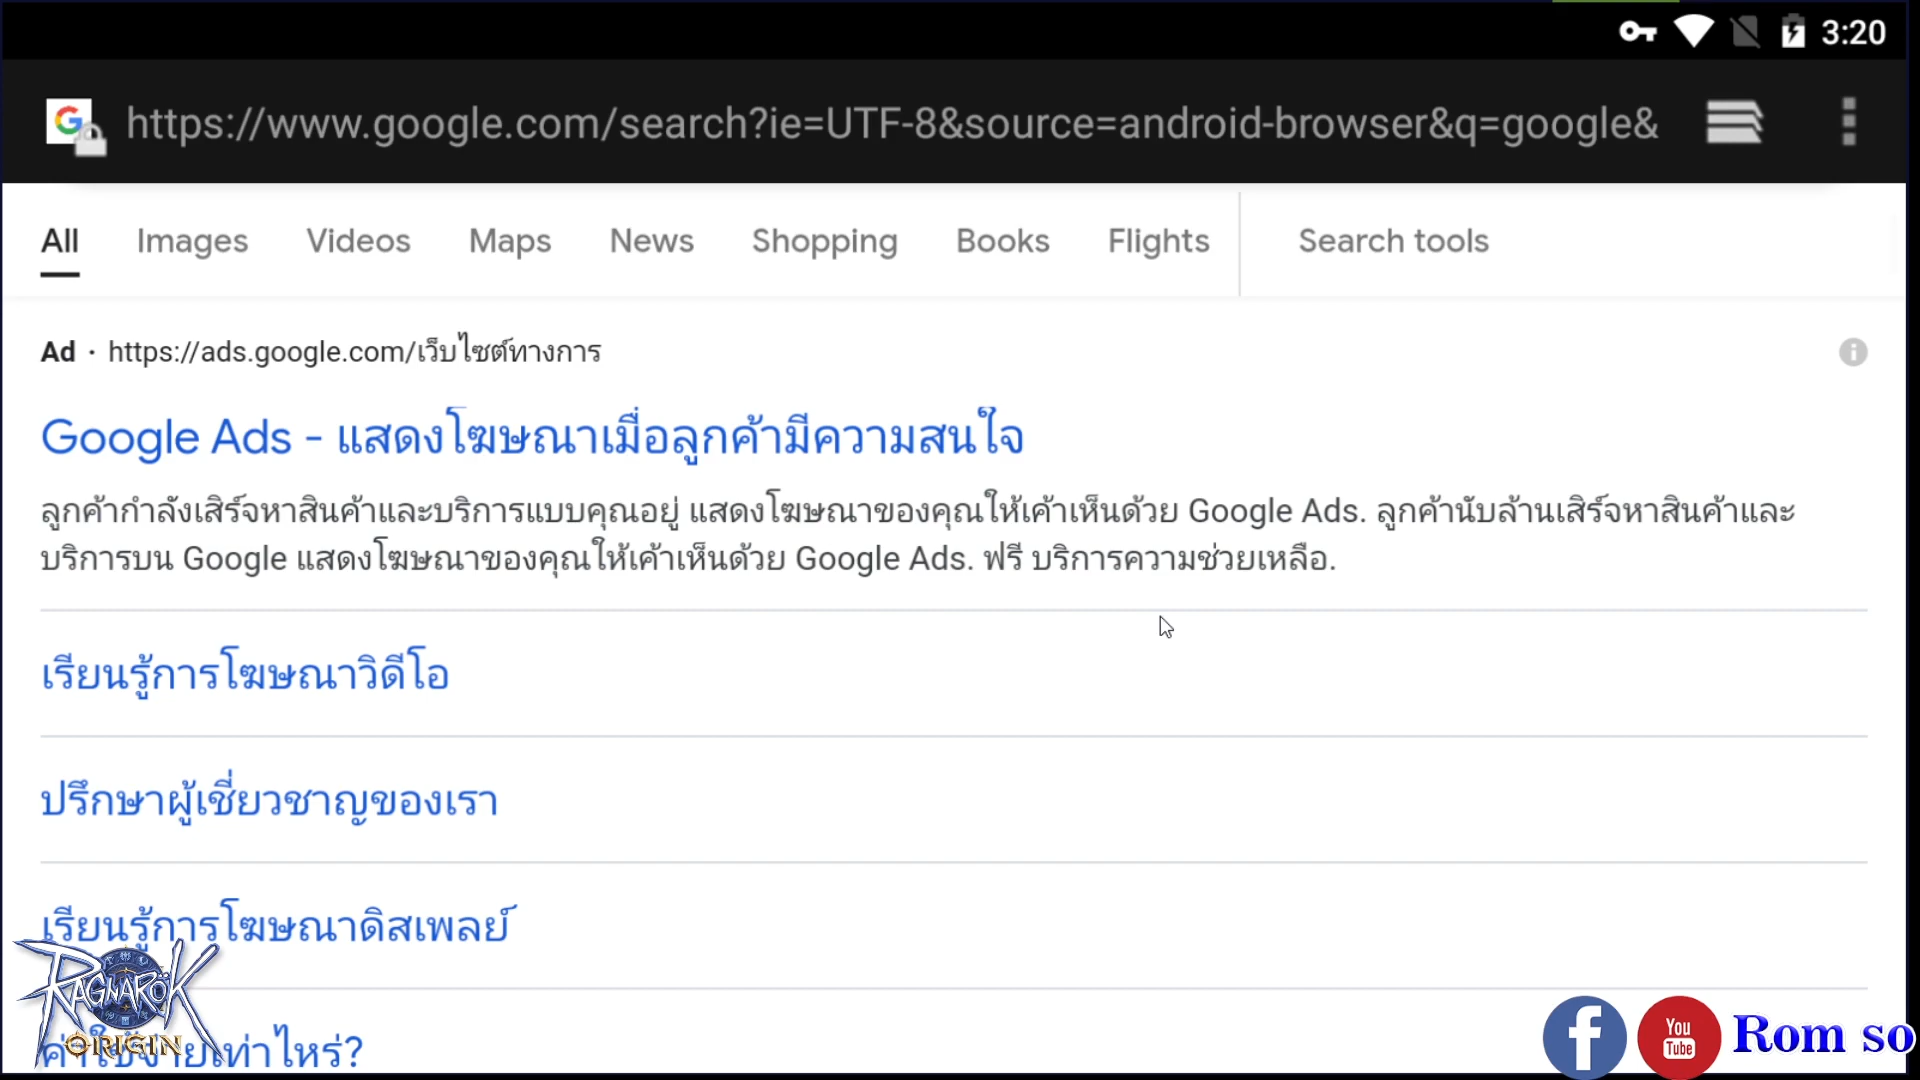 3:20
https://www.google.com/search?ie=UTF-8&source=android-browser&q=google&
All Images Videos Maps News Shopping Books Flights Search tools
Ad · https://ads.google.com/เว็บไซต์ทางการ
Google Ads - แสดงโฆษณาเมื่อลูกค้ามีความสนใจ
ลูกค้ากำลังเสิร์จหาสินค้าและบริการแบบคุณอยู่ แสดงโฆษณาของคุณให้เค้าเห็นด้วย Google Ads. ลูกค้านับล้านเสิร์จหาสินค้าและ
บริการบน Google แสดงโฆษณาของคุณให้เค้าเห็นด้วย Google Ads. ฟรี บริการความช่วยเหลือ.
เรียนรู้การโฆษณาวิดีโอ
ปรึกษาผู้เชี่ยวชาญของเรา
เรียนรู้การโฆษณาดิสเพลย์
ค่าใช้จ่ายเท่าไหร่?
RAGNAROK
ORIGIN
You
Tube
Rom so